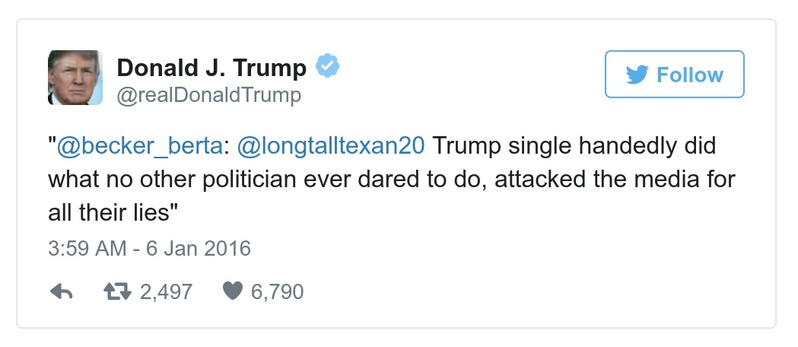 Donald J. Trump
@realDonaldTrump
Follow
"@becker_berta: @longtalltexan20 Trump single handedly did
what no other politician ever dared to do, attacked the media for
all their lies"
3:59 AM - 6 Jan 2016
2,497 6,790